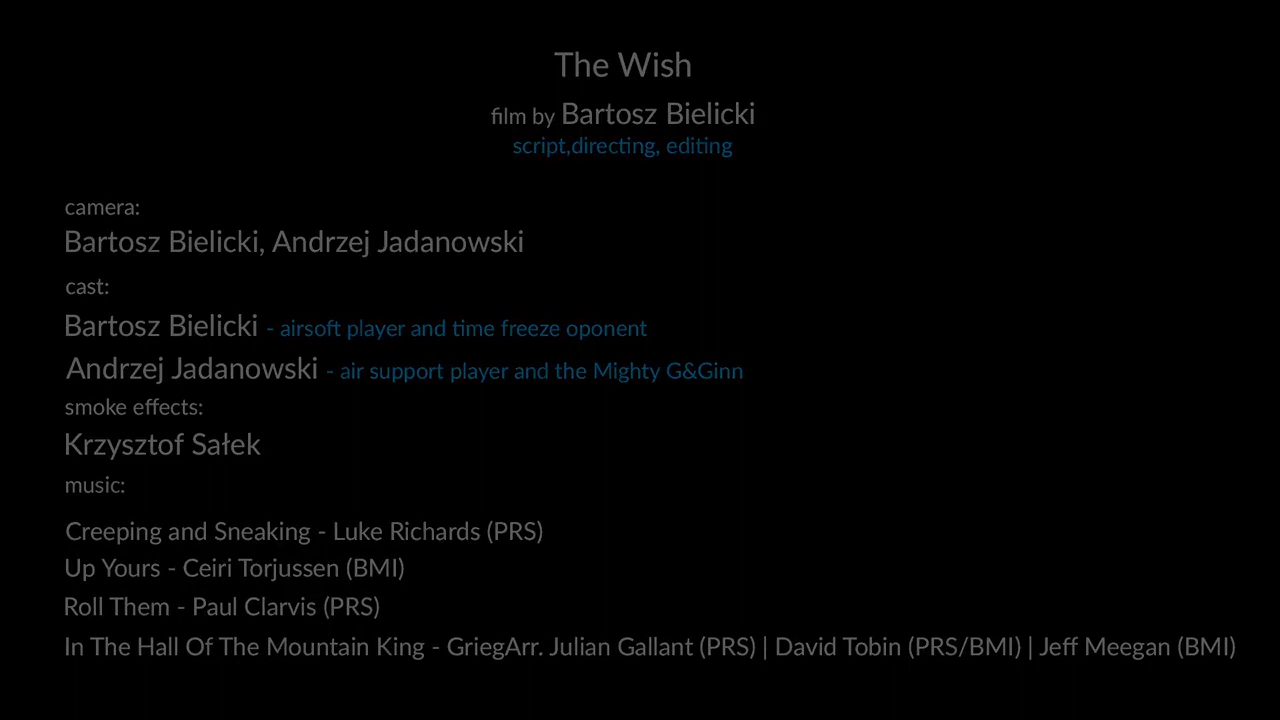 The Wish
film by Bartosz Bielicki
script,directing, editing
camera:
Bartosz Bielicki, Andrzej Jadanowski
cast:
Bartosz Bielicki - airsoft player and time freeze oponent
Andrzej Jadanowski - air support player and the Mighty G&Ginn
smoke effects:
Krzysztof Sałek
music:
Creeping and Sneaking - Luke Richards (PRS)
Up Yours - Ceiri Torjussen (BMI)
Roll Them - Paul Clarvis (PRS)
In The Hall Of The Mountain King - GriegArr. Julian Gallant (PRS) | David Tobin (PRS/BMI) | Jeff Meegan (BMI)